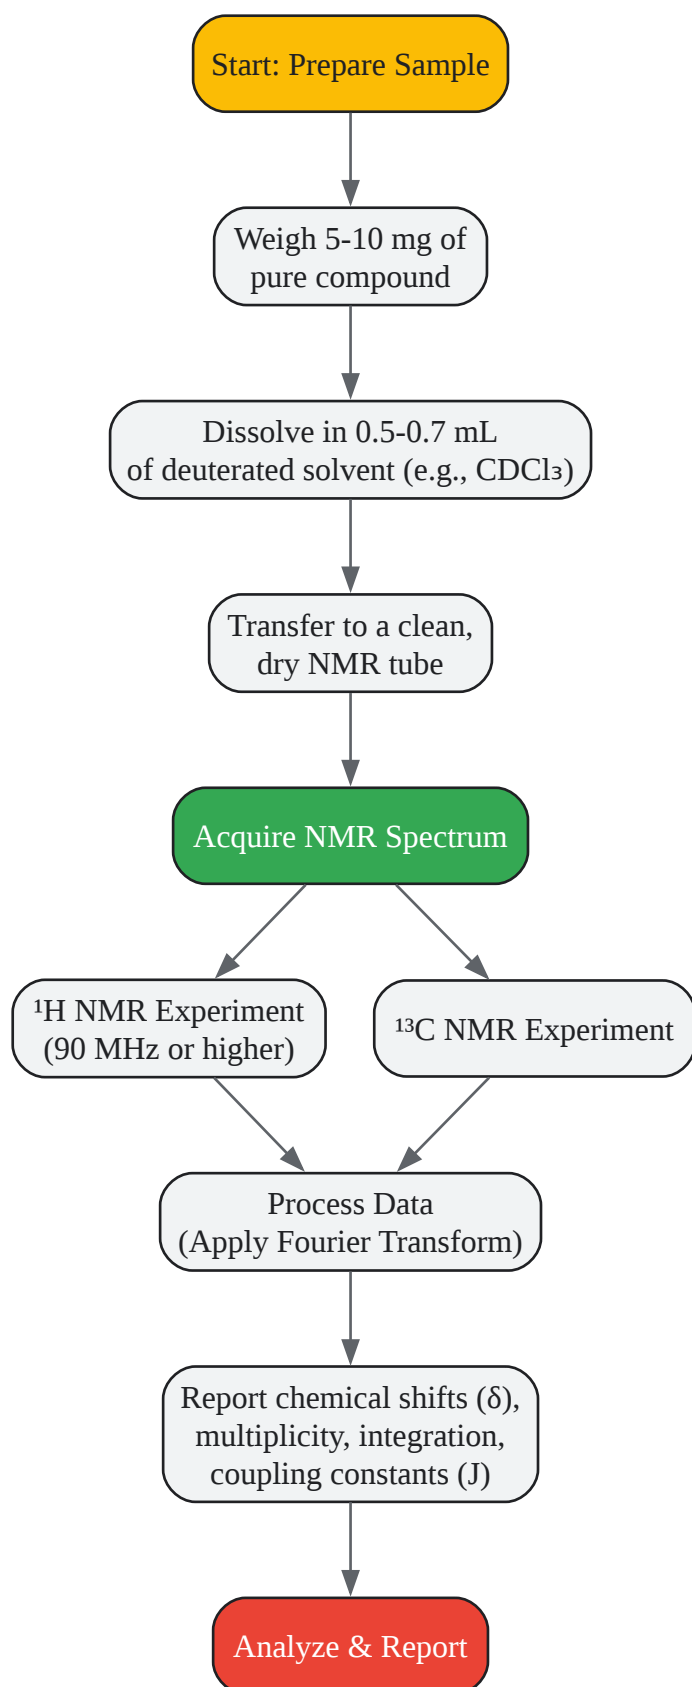 Start: Prepare Sample
Weigh 5-10 mg of
pure compound
Dissolve in 0.5-0.7 mL
of deuterated solvent (e.g., CDCl₃)
Transfer to a clean,
dry NMR tube
Acquire NMR Spectrum
¹H NMR Experiment
(90 MHz or higher)
¹³C NMR Experiment
Process Data
(Apply Fourier Transform)
Report chemical shifts (δ),
multiplicity, integration,
coupling constants (J)
Analyze & Report